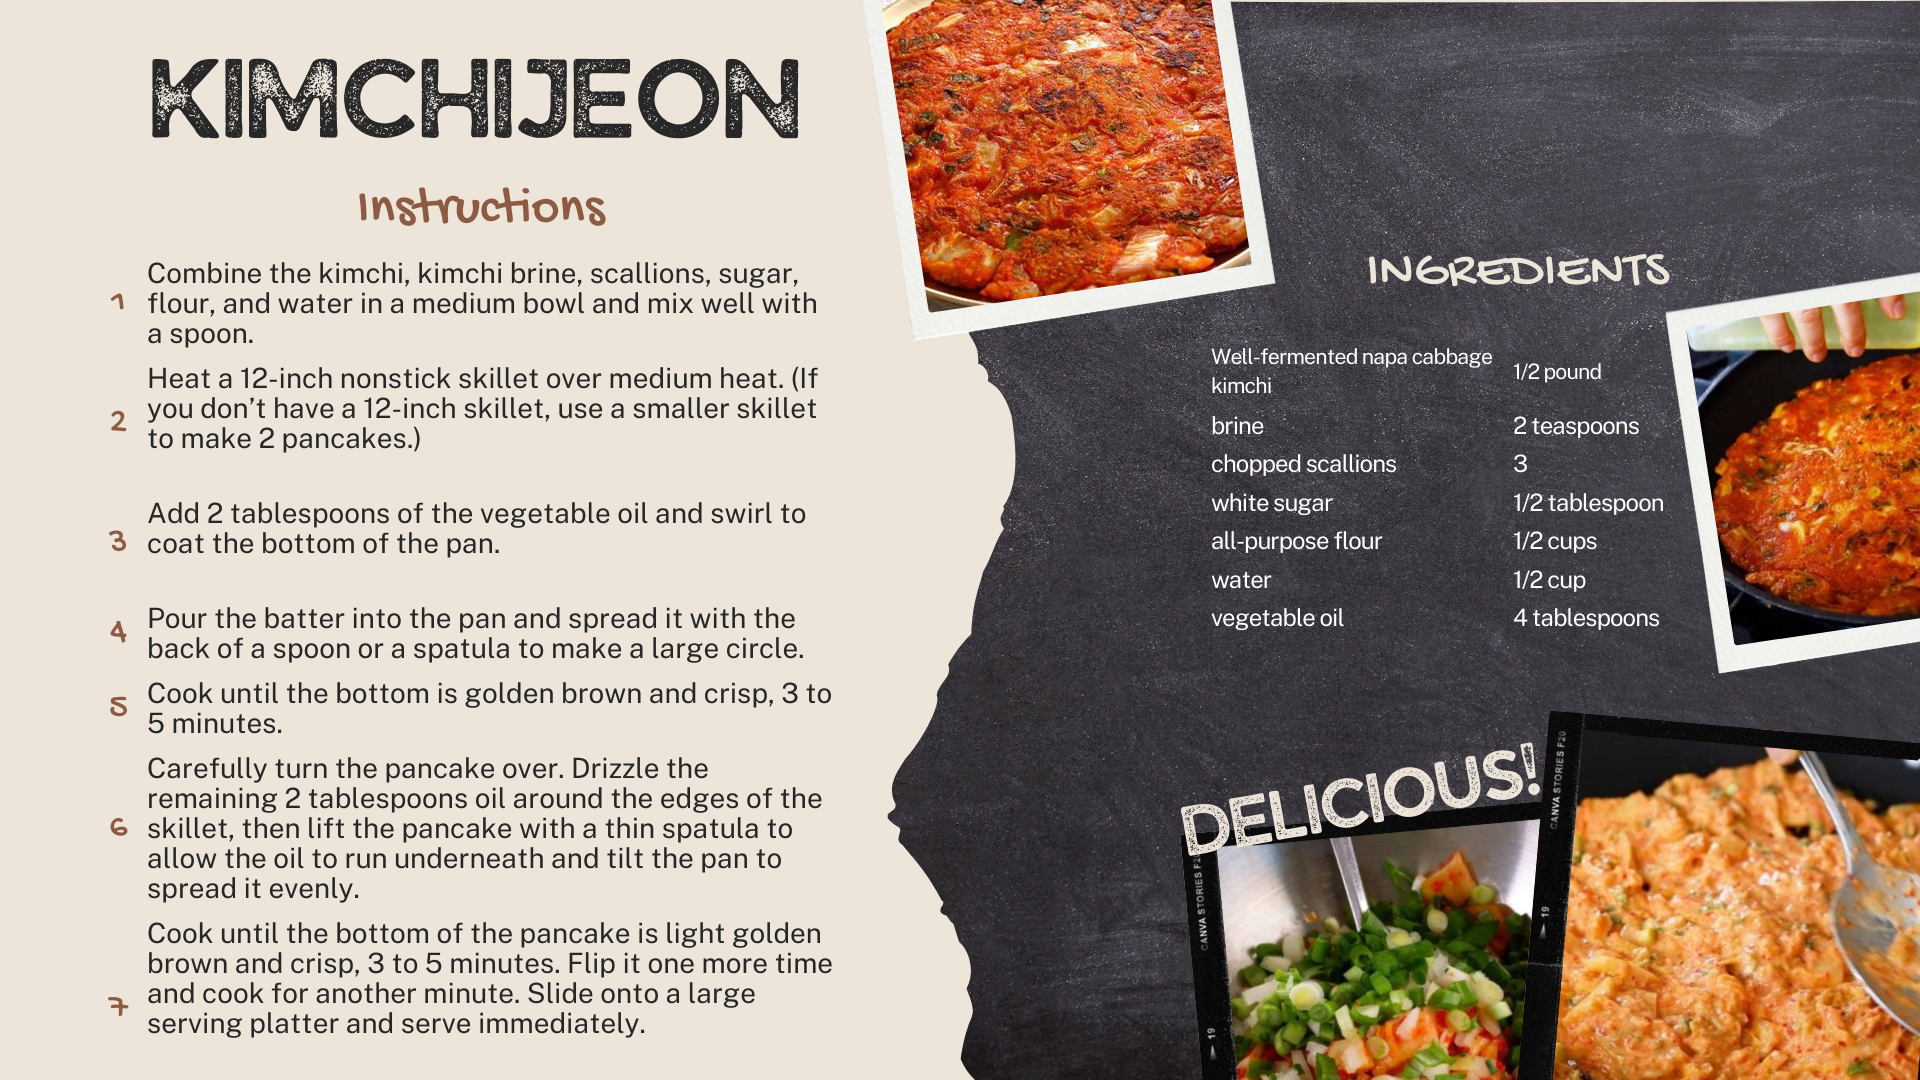 KIMCHIJEON
Instructions
1
Combine the kimchi, kimchi brine, scallions, sugar,
flour, and water in a medium bowl and mix well with
a spoon.
2
Heat a 12-inch nonstick skillet over medium heat. (If
you don’t have a 12-inch skillet, use a smaller skillet
to make 2 pancakes.)
3
Add 2 tablespoons of the vegetable oil and swirl to
coat the bottom of the pan.
4
Pour the batter into the pan and spread it with the
back of a spoon or a spatula to make a large circle.
5
Cook until the bottom is golden brown and crisp, 3 to
5 minutes.
6
Carefully turn the pancake over. Drizzle the
remaining 2 tablespoons oil around the edges of the
skillet, then lift the pancake with a thin spatula to
allow the oil to run underneath and tilt the pan to
spread it evenly.
7
Cook until the bottom of the pancake is light golden
brown and crisp, 3 to 5 minutes. Flip it one more time
and cook for another minute. Slide onto a large
serving platter and serve immediately.
INGREDIENTS
Well-fermented napa cabbage
kimchi
1/2 pound
brine 2 teaspoons
chopped scallions 3
white sugar 1/2 tablespoon
all-purpose flour 1/2 cups
water 1/2 cup
vegetable oil 4 tablespoons
DELICIOUS!
CANVA STORIES F20
19
CANVA STORIES F20
19